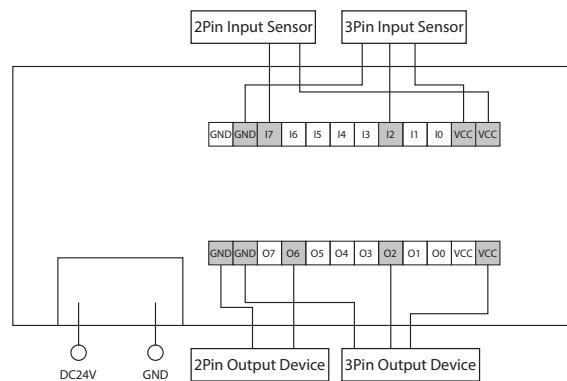 2Pin Input Sensor 3Pin Input Sensor
GND GND I7 I6 I5 I4 I3 I2 I1 I0 VCC VCC
GND GND O7 O6 O5 O4 O3 O2 O1 O0 VCC VCC
2Pin Output Device 3Pin Output Device
DC24V GND